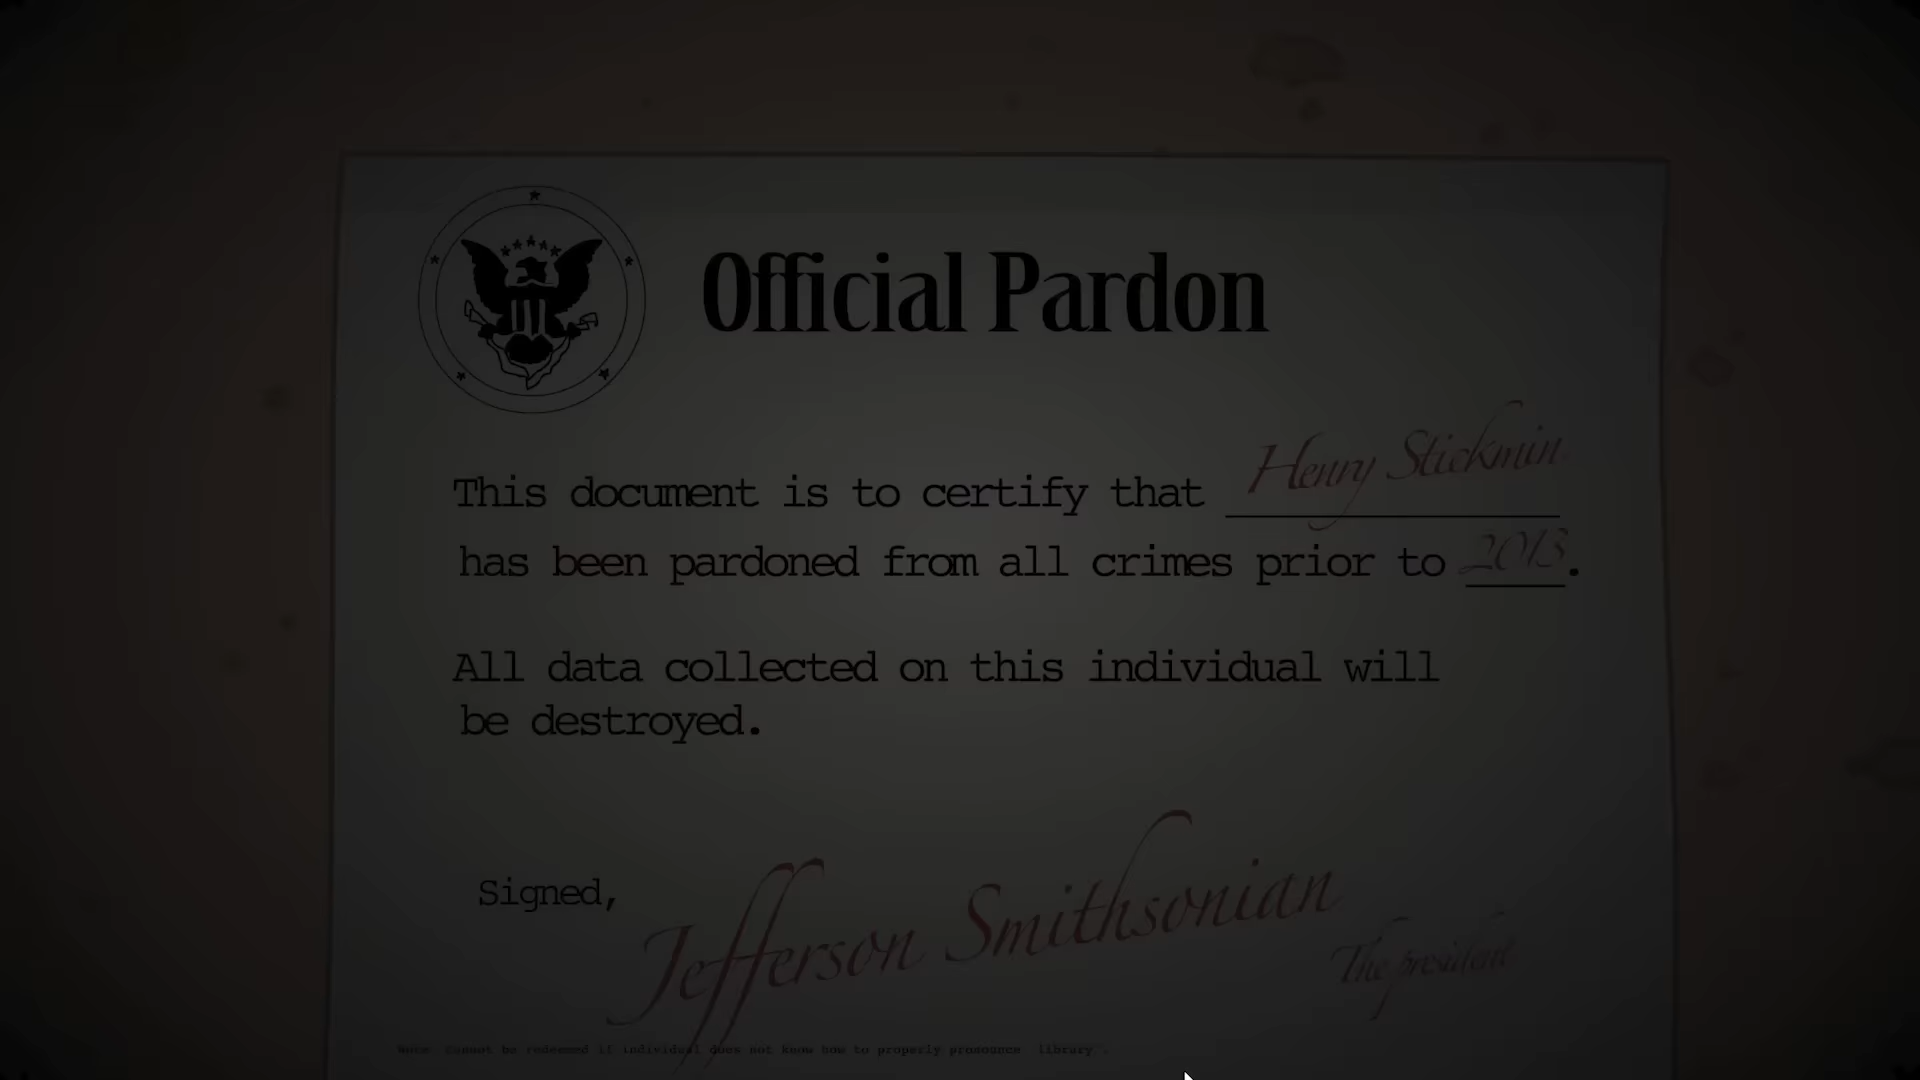 Official Pardon
This document is to certify that Henry Stickmin
has been pardoned from all crimes prior to 2013.
All data collected on this individual will
be destroyed.
Signed, Jefferson Smithsonian
The president
Note: Cannot be redeemed if individual does not know how to properly pronounce "library".